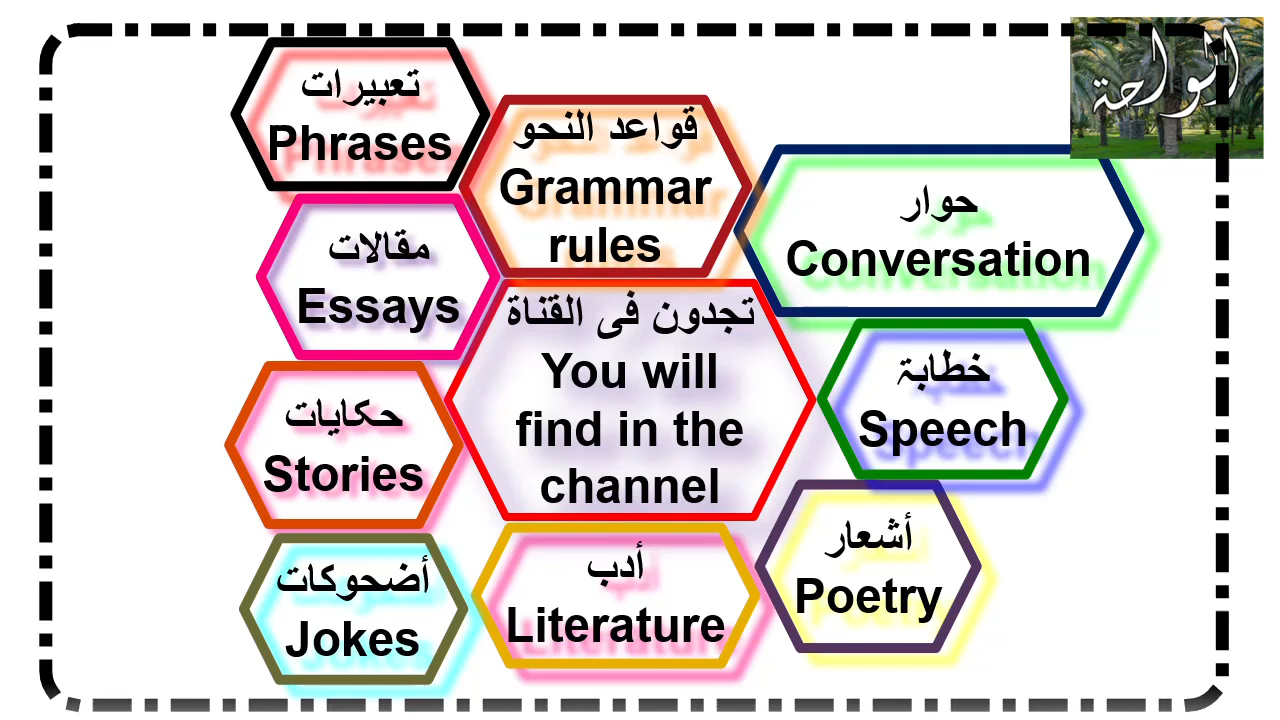 الواحة
تعبيرات
Phrases
قواعد النحو
Grammar
rules
حوار
Conversation
مقالات
Essays
تجدون فى القناة
You will
find in the
channel
خطابة
Speech
حكايات
Stories
أشعار
Poetry
أضحوكات
Jokes
أدب
Literature